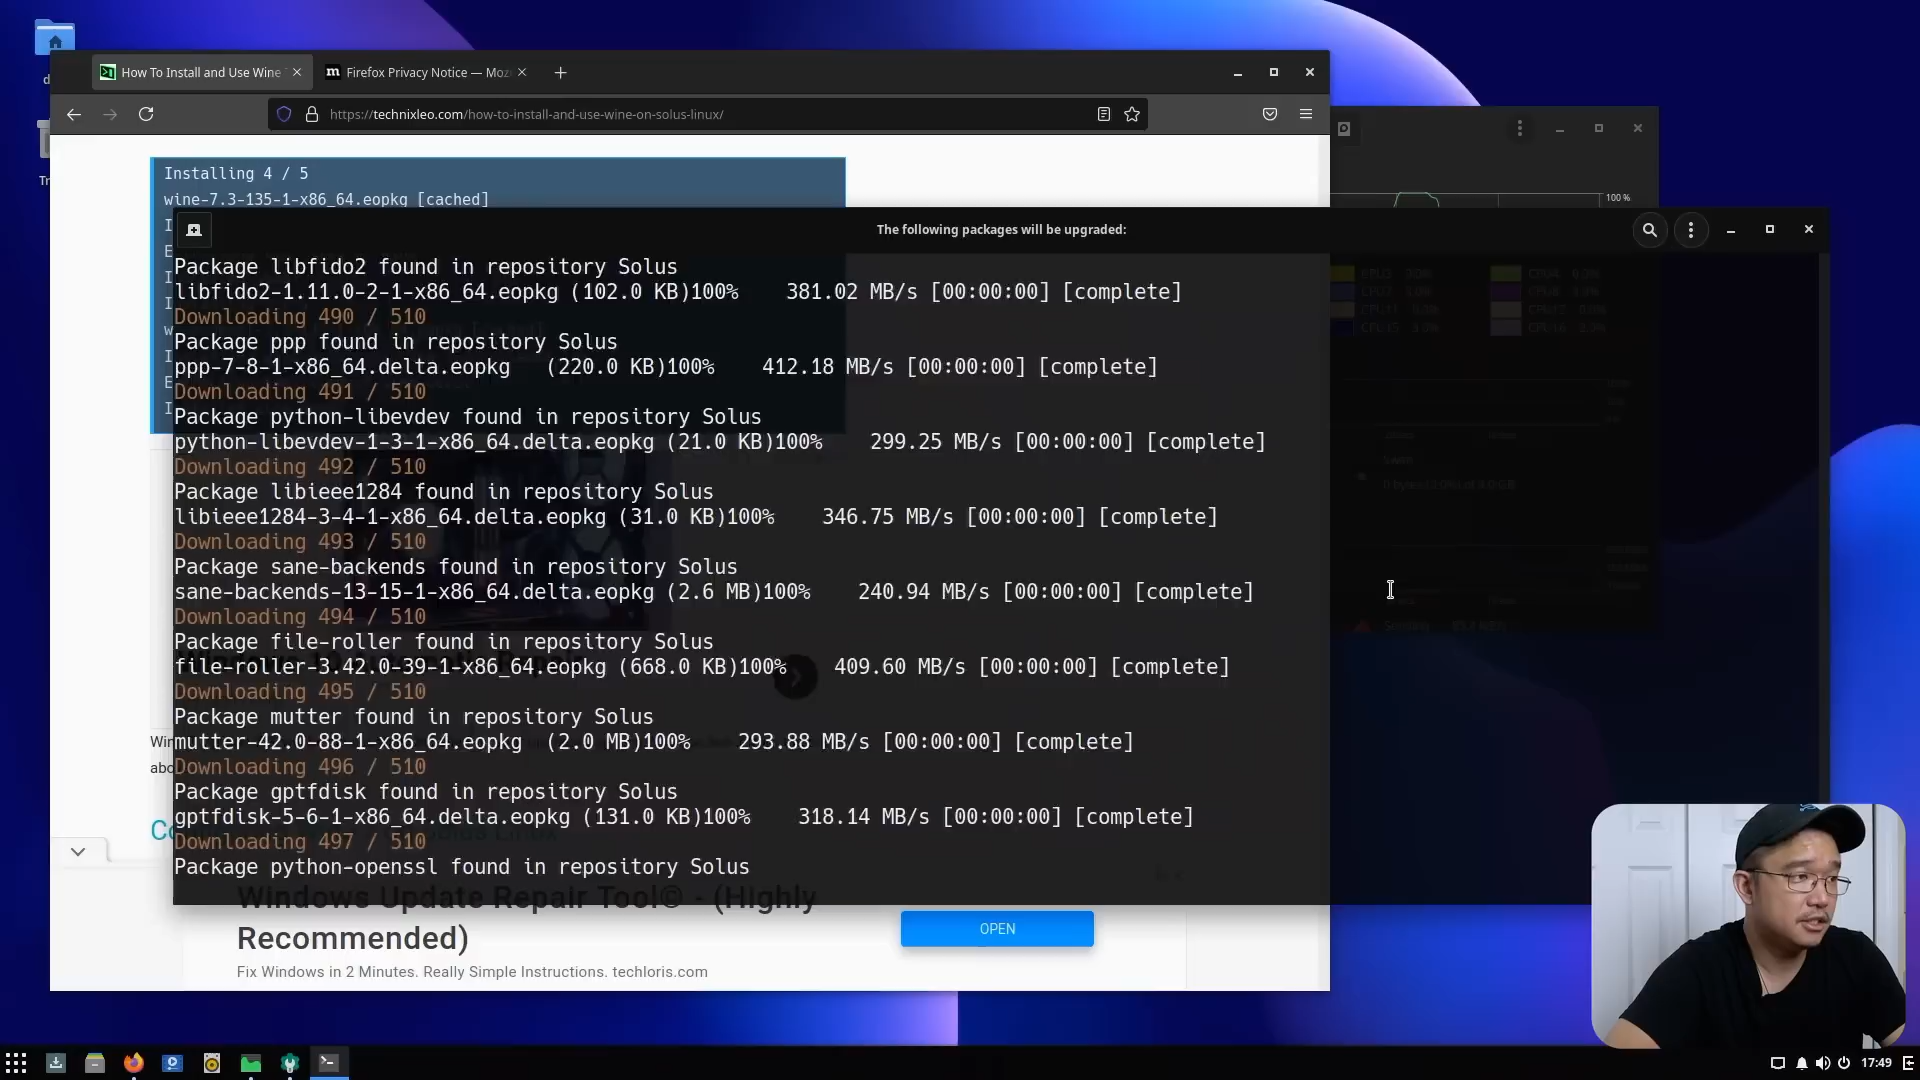 How To Install and Use Wine
Firefox Privacy Notice — Moz
https://technixleo.com/how-to-install-and-use-wine-on-solus-linux/
Installing 4 / 5
wine-7.3-135-1-x86_64.eopkg [cached]
100 %
The following packages will be upgraded:
Package libfido2 found in repository Solus
libfido2-1.11.0-2-1-x86_64.eopkg (102.0 KB)100%    381.02 MB/s [00:00:00] [complete]
Downloading 490 / 510
Package ppp found in repository Solus
ppp-7-8-1-x86_64.delta.eopkg   (220.0 KB)100%    412.18 MB/s [00:00:00] [complete]
Downloading 491 / 510
Package python-libevdev found in repository Solus
python-libevdev-1-3-1-x86_64.delta.eopkg (21.0 KB)100%    299.25 MB/s [00:00:00] [complete]
Downloading 492 / 510
Package libieee1284 found in repository Solus
libieee1284-3-4-1-x86_64.delta.eopkg (31.0 KB)100%    346.75 MB/s [00:00:00] [complete]
Downloading 493 / 510
Package sane-backends found in repository Solus
sane-backends-13-15-1-x86_64.delta.eopkg (2.6 MB)100%    240.94 MB/s [00:00:00] [complete]
Downloading 494 / 510
Package file-roller found in repository Solus
file-roller-3.42.0-39-1-x86_64.eopkg (668.0 KB)100%    409.60 MB/s [00:00:00] [complete]
Downloading 495 / 510
Package mutter found in repository Solus
mutter-42.0-88-1-x86_64.eopkg  (2.0 MB)100%    293.88 MB/s [00:00:00] [complete]
Downloading 496 / 510
Package gptfdisk found in repository Solus
gptfdisk-5-6-1-x86_64.delta.eopkg (131.0 KB)100%    318.14 MB/s [00:00:00] [complete]
Downloading 497 / 510
Package python-openssl found in repository Solus
Windows Update Repair Tool© - (Highly
Recommended)
OPEN
Fix Windows in 2 Minutes. Really Simple Instructions. techloris.com
17:49